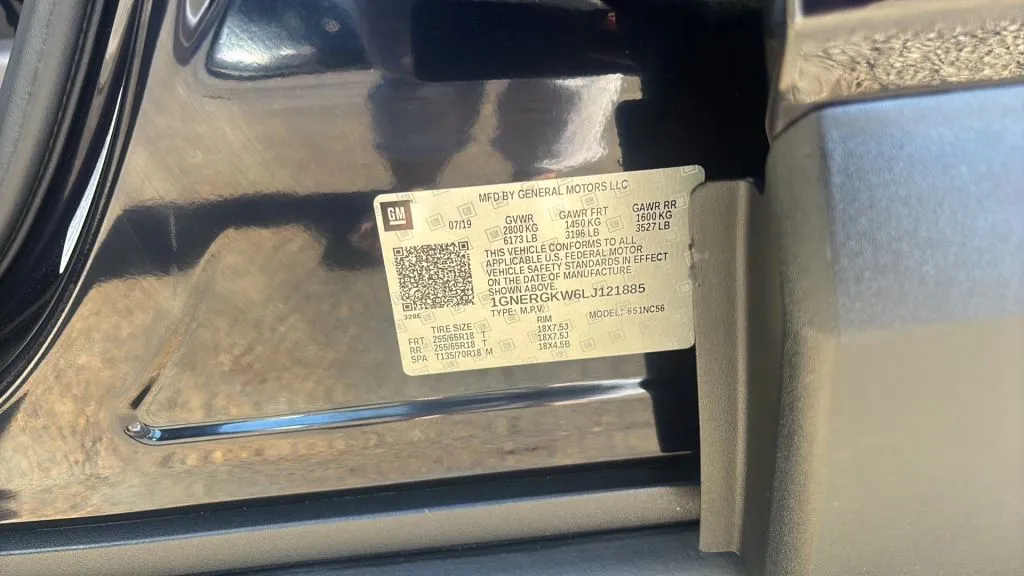 MFD BY GENERAL MOTORS LLC
GM
07/19
GVWR GAWR FRT GAWR RR
2800 KG 1450 KG 1600 KG
6173 LB 3196 LB 3527 LB
THIS VEHICLE CONFORMS TO ALL
APPLICABLE U.S. FEDERAL MOTOR
VEHICLE SAFETY STANDARDS IN EFFECT
ON THE DATE OF MANUFACTURE
SHOWN ABOVE.
1GNERGKW6LJ121885
TYPE: M.P.V. MODEL: 651NC56
328E
TIRE SIZE RIM
FRT 255/65R18 T 18X7.5J
RR 255/65R18 T 18X7.5J
SPA T135/70R18 M 18X4.5B